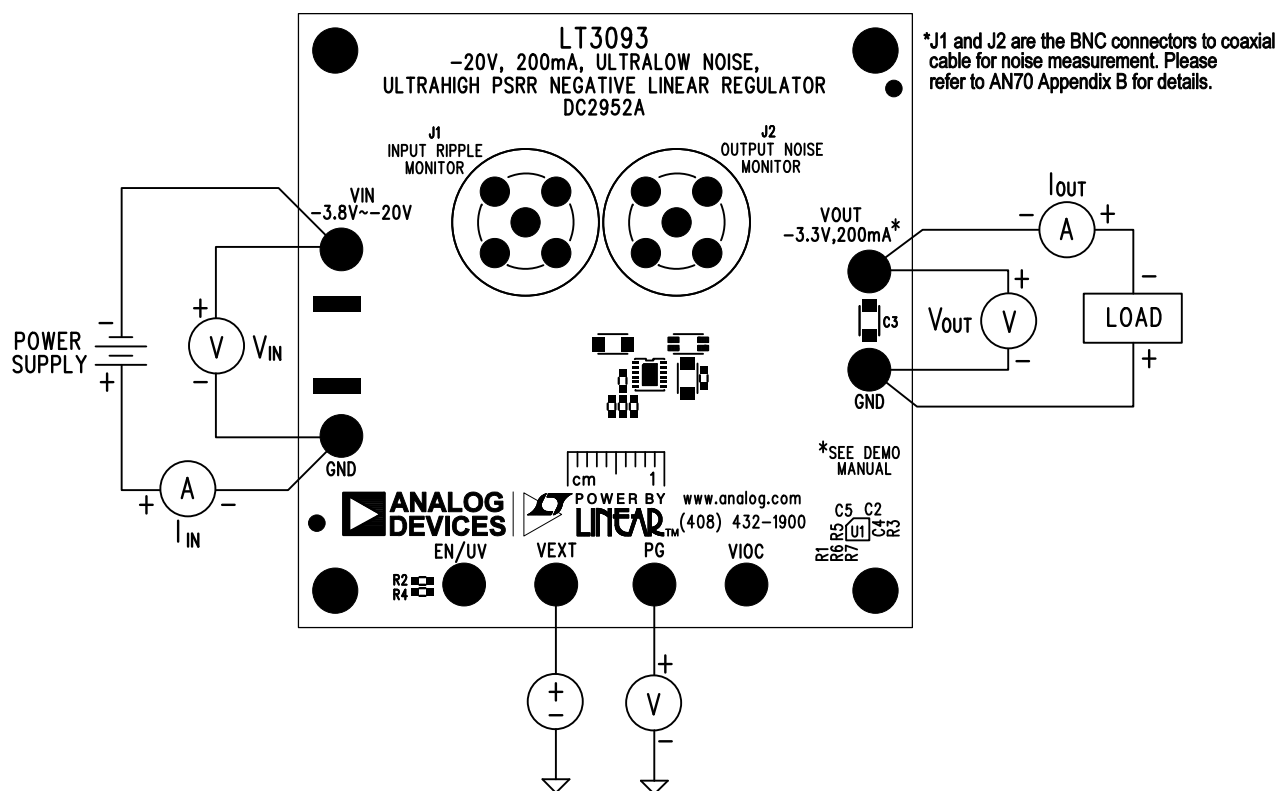 LT3093
-20V, 200mA, ULTRALOW NOISE,
ULTRAHIGH PSRR NEGATIVE LINEAR REGULATOR
DC2952A
*J1 and J2 are the BNC connectors to coaxial
cable for noise measurement. Please
refer to AN70 Appendix B for details.
J1
INPUT RIPPLE
MONITOR
J2
OUTPUT NOISE
MONITOR
VIN
-3.8V~-20V
VOUT
-3.3V,200mA*
IOUT
- A +
POWER
SUPPLY
-
+
+
V
-
VIN
C3
VOUT
+
V
-
-
LOAD
+
GND
GND
+ A -
IIN
*SEE DEMO
MANUAL
cm 1
ANALOG
DEVICES
POWER BY
LINEAR™
www.analog.com
(408) 432-1900
C5 C2
R1 R6 R5 R7 U1 C4 R3
EN/UV VEXT PG VIOC
R2
R4
+
-
+
V
-